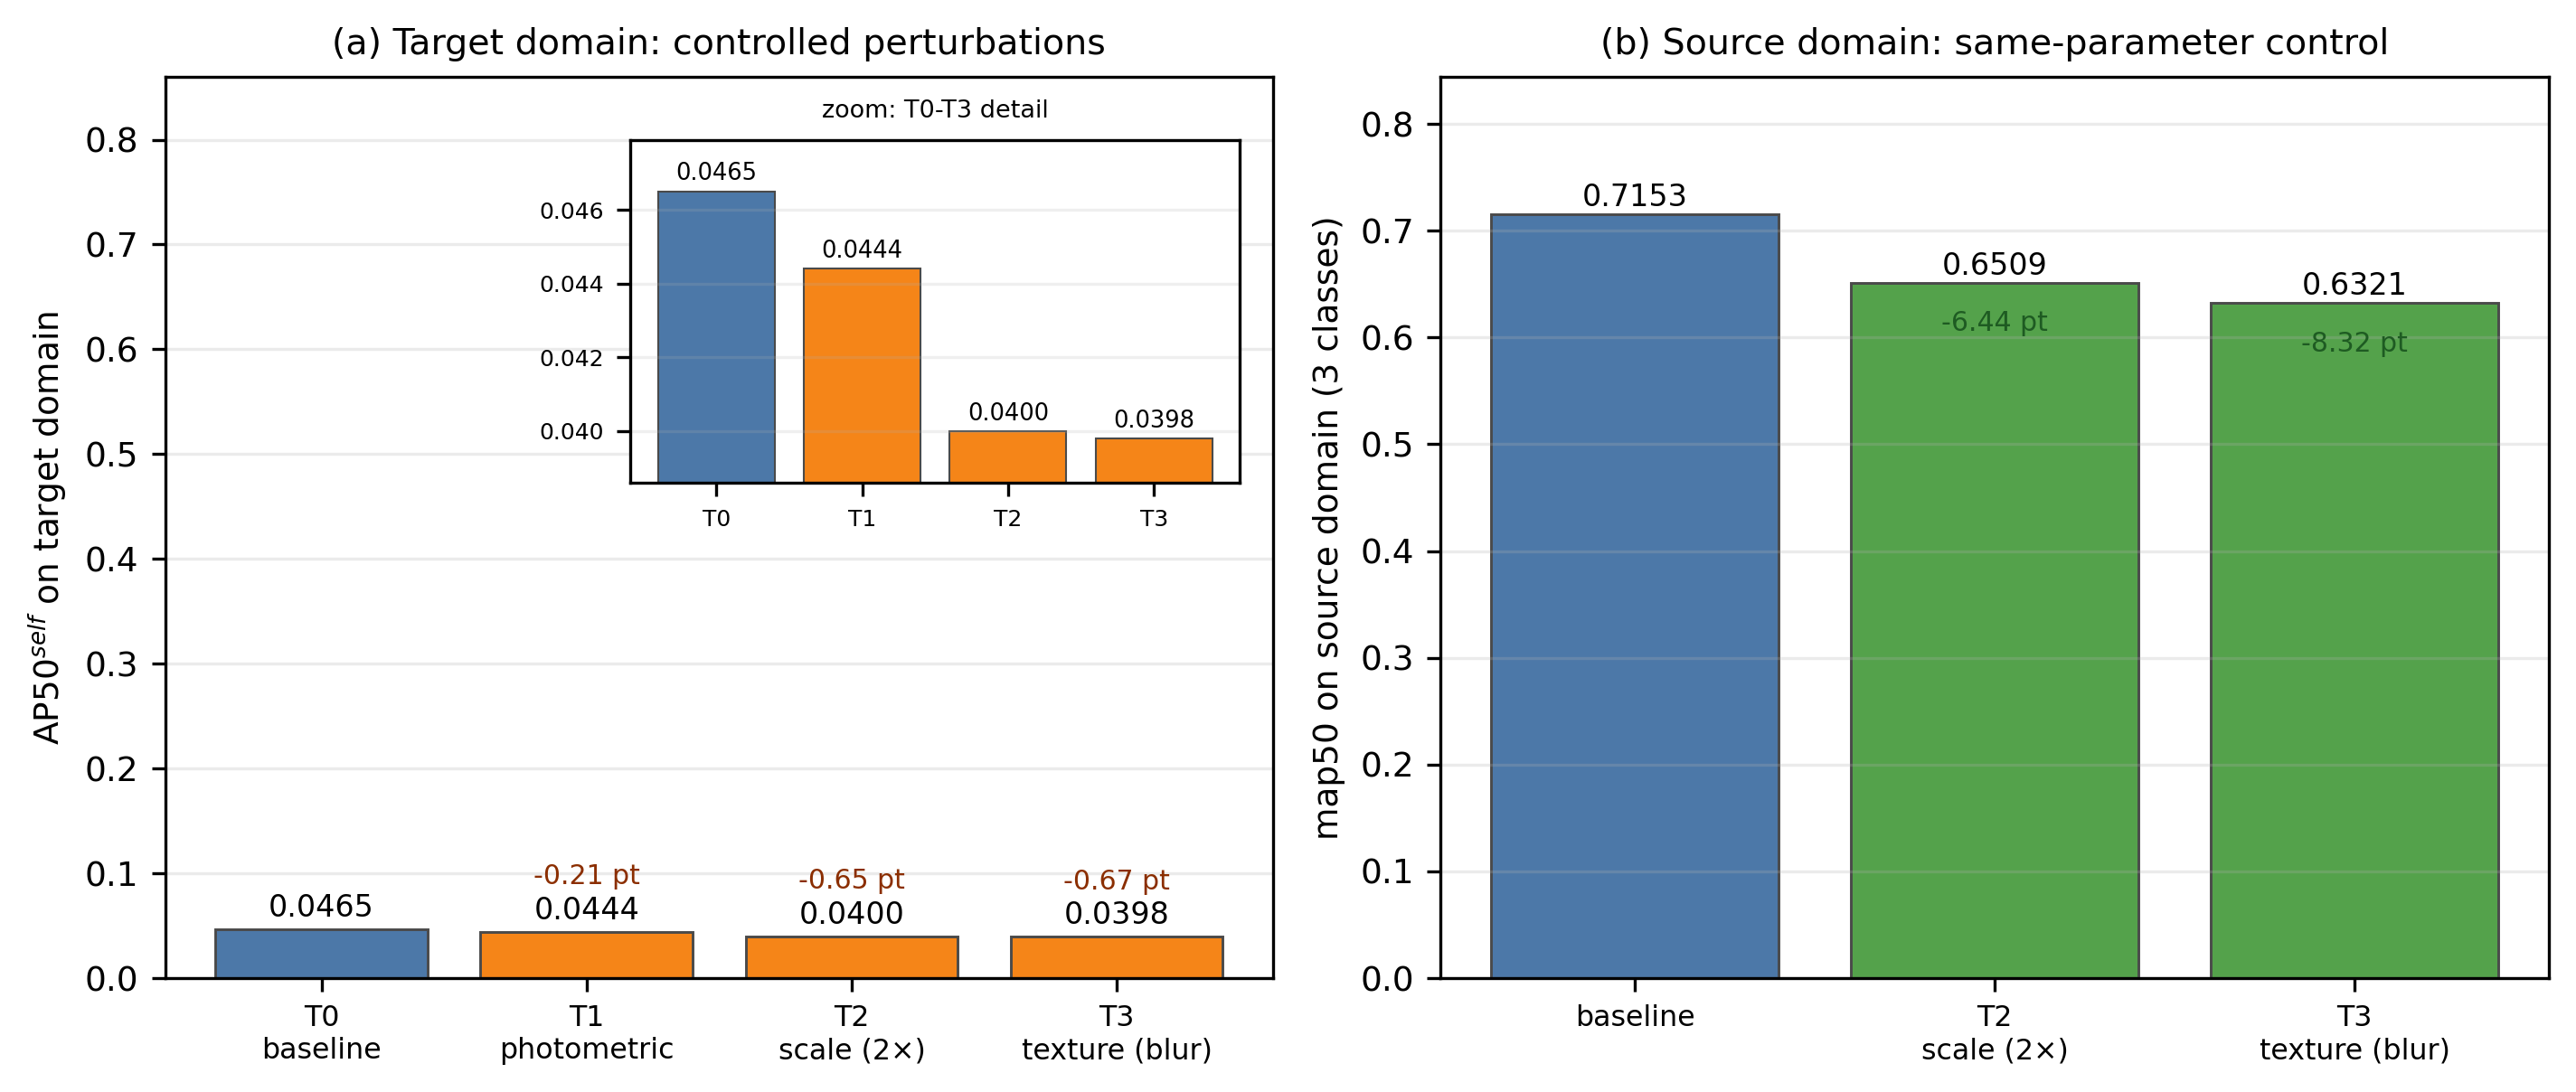 (a) Target domain: controlled perturbations
AP50^self on target domain
0.8
0.7
0.6
0.5
0.4
0.3
0.2
0.1
0.0
zoom: T0-T3 detail
0.046
0.044
0.042
0.040
0.0465
0.0444
0.0400
0.0398
T0
T1
T2
T3
-0.21 pt
-0.65 pt
-0.67 pt
0.0465
0.0444
0.0400
0.0398
T0
baseline
T1
photometric
T2
scale (2×)
T3
texture (blur)
(b) Source domain: same-parameter control
map50 on source domain (3 classes)
0.8
0.7
0.6
0.5
0.4
0.3
0.2
0.1
0.0
0.7153
0.6509
-6.44 pt
0.6321
-8.32 pt
baseline
T2
scale (2×)
T3
texture (blur)